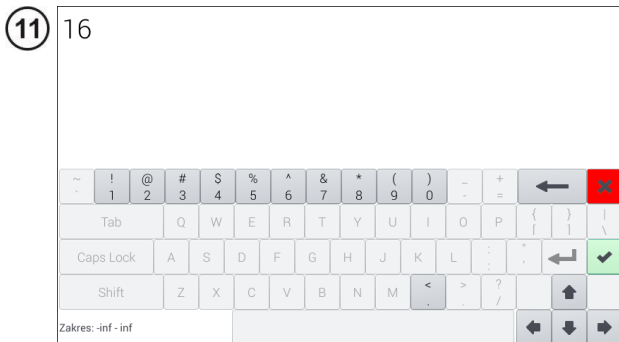 11
16
~ ! @ # $ % ^ & * ( ) _ +
` 1 2 3 4 5 6 7 8 9 0 - =
Tab Q W E R T Y U I O P { } |
[ ] \
Caps Lock A S D F G H J K L : "
; '
Shift Z X C V B N M < > ?
, . /
Zakres: -inf - inf